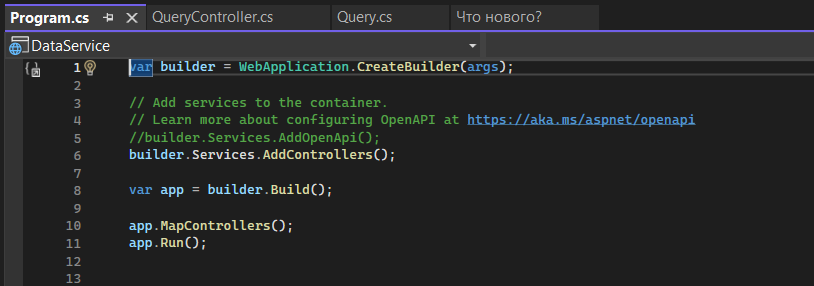 Program.cs QueryController.cs Query.cs Что нового?
DataService
1 var builder = WebApplication.CreateBuilder(args);
2
3 // Add services to the container.
4 // Learn more about configuring OpenAPI at https://aka.ms/aspnet/openapi
5 //builder.Services.AddOpenApi();
6 builder.Services.AddControllers();
7
8 var app = builder.Build();
9
10 app.MapControllers();
11 app.Run();
12
13